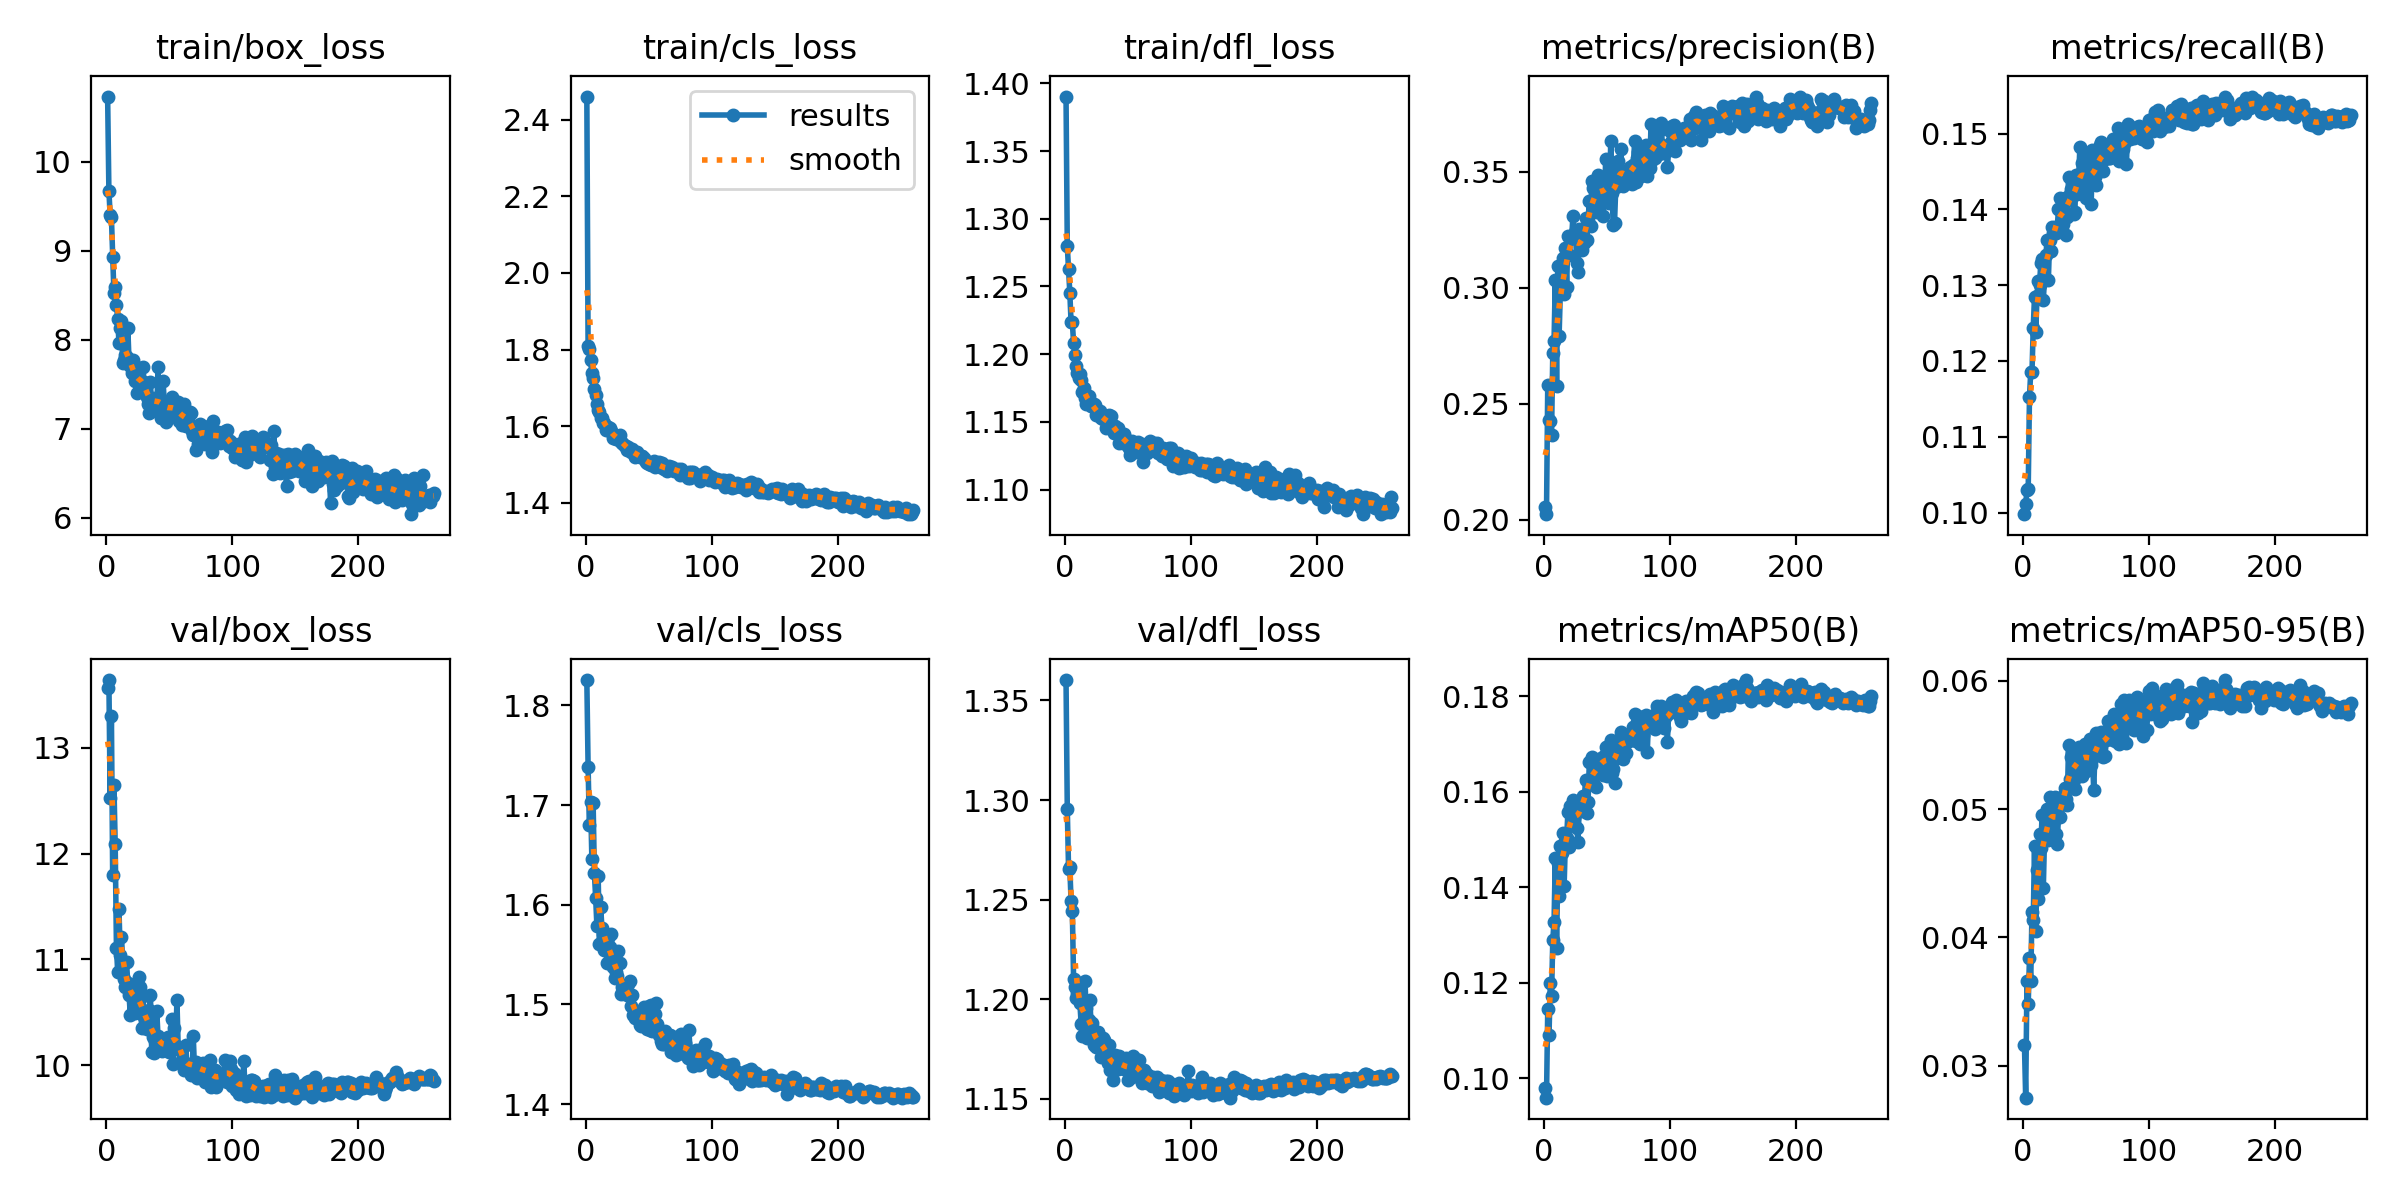 train/box_loss
10
9
8
7
6
0 100 200
train/cls_loss
results
smooth
2.4
2.2
2.0
1.8
1.6
1.4
0 100 200
train/dfl_loss
1.40
1.35
1.30
1.25
1.20
1.15
1.10
0 100 200
metrics/precision(B)
0.35
0.30
0.25
0.20
0 100 200
metrics/recall(B)
0.15
0.14
0.13
0.12
0.11
0.10
0 100 200
val/box_loss
13
12
11
10
0 100 200
val/cls_loss
1.8
1.7
1.6
1.5
1.4
0 100 200
val/dfl_loss
1.35
1.30
1.25
1.20
1.15
0 100 200
metrics/mAP50(B)
0.18
0.16
0.14
0.12
0.10
0 100 200
metrics/mAP50-95(B)
0.06
0.05
0.04
0.03
0 100 200